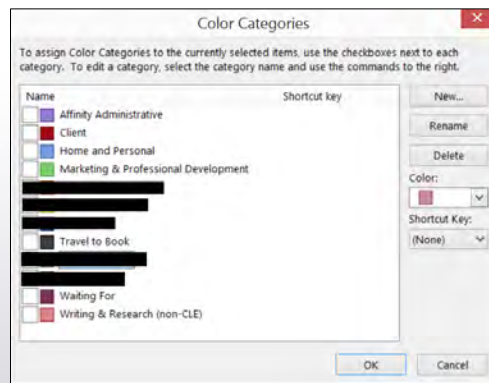 Color Categories
To assign Color Categories to the currently selected items, use the checkboxes next to each
category. To edit a category, select the category name and use the commands to the right.
Name Shortcut key
Affinity Administrative
Client
Home and Personal
Marketing & Professional Development
Travel to Book
Waiting For
Writing & Research (non-CLE)
New...
Rename
Delete
Color:
Shortcut Key:
(None)
OK Cancel